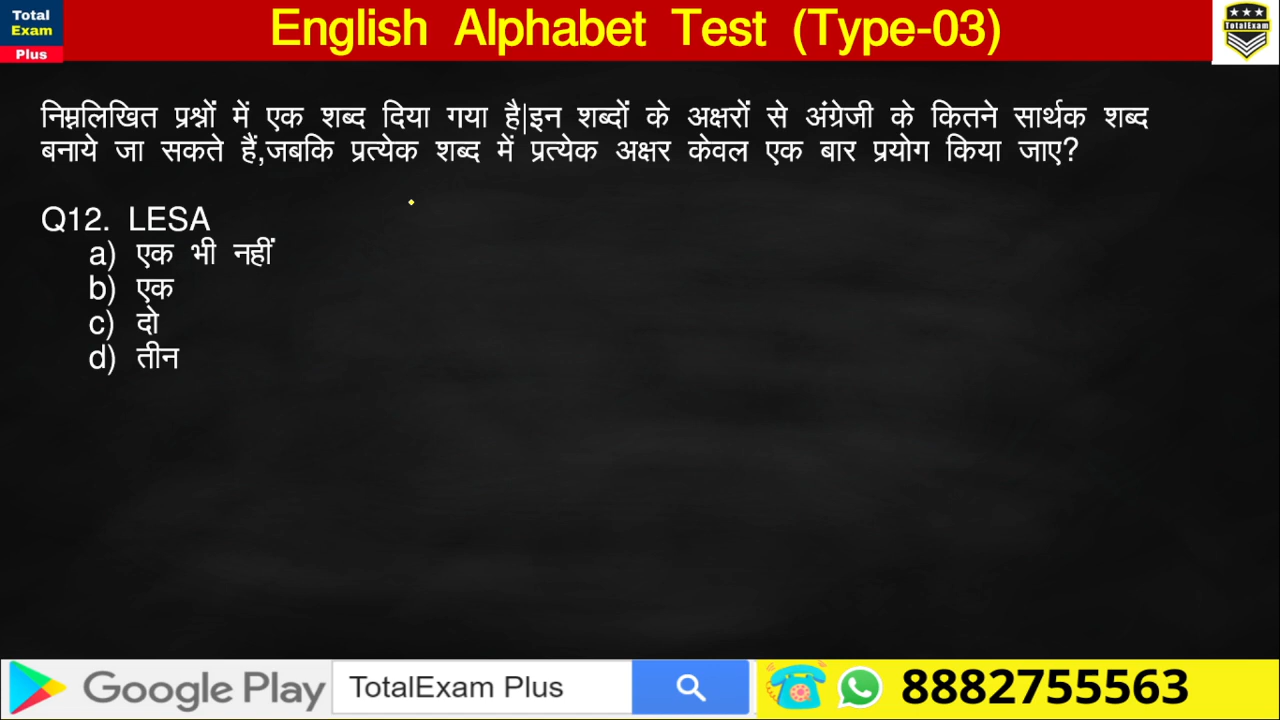 Total
Exam
Plus
English Alphabet Test (Type-03)
TotalExam
निम्नलिखित प्रश्नों में एक शब्द दिया गया है|इन शब्दों के अक्षरों से अंग्रेजी के कितने सार्थक शब्द
बनाये जा सकते हैं,जबकि प्रत्येक शब्द में प्रत्येक अक्षर केवल एक बार प्रयोग किया जाए?
Q12. LESA
a) एक भी नहीं
b) एक
c) दो
d) तीन
Google Play
TotalExam Plus
8882755563